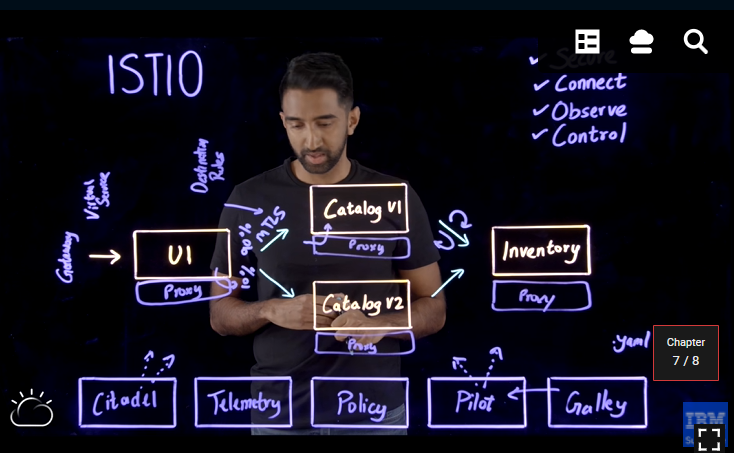 ISTIO
Secure
Connect
Observe
Control
Destination
Rules
Virtual
Service
Gateway
MTLS
90%
10%
UI
Proxy
Catalog V1
Proxy
Catalog V2
Proxy
Inventory
Proxy
.yaml
Chapter
7 / 8
Citadel
Telemetry
Policy
Pilot
Galley
IBM